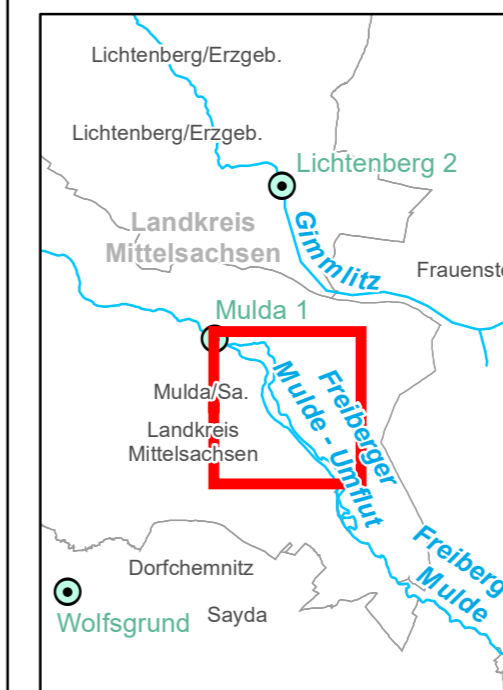 Lichtenberg/Erzgeb.
Lichtenberg/Erzgeb.
Lichtenberg 2
Landkreis
Mittelsachsen
Gimmlitz
Frauenste
Mulda 1
Mulda/Sa.
Landkreis
Mittelsachsen
Freiberger
Mulde - Umflut
Freiberg
Mulde
Dorfchemnitz
Sayda
Wolfsgrund